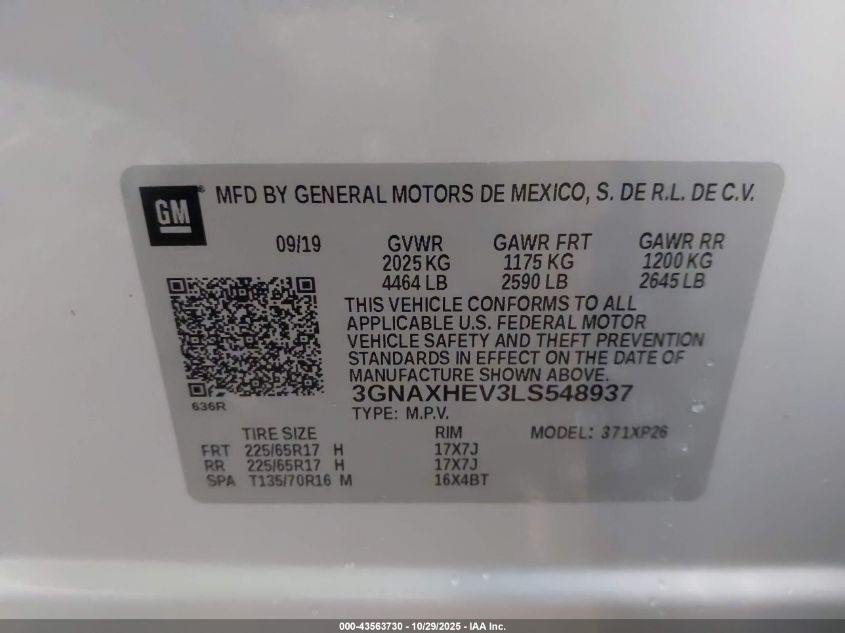 GM® MFD BY GENERAL MOTORS DE MEXICO, S. DE R.L. DE C.V.
09/19 GVWR GAWR FRT GAWR RR
2025 KG 1175 KG 1200 KG
4464 LB 2590 LB 2645 LB
THIS VEHICLE CONFORMS TO ALL
APPLICABLE U.S. FEDERAL MOTOR
VEHICLE SAFETY AND THEFT PREVENTION
STANDARDS IN EFFECT ON THE DATE OF
MANUFACTURE SHOWN ABOVE.
3GNAXHEV3LS548937
636R TYPE: M.P.V.
TIRE SIZE RIM MODEL: 371XP26
FRT 225/65R17 H 17X7J
RR 225/65R17 H 17X7J
SPA T135/70R16 M 16X4BT
000-43563730 - 10/29/2025 - IAA Inc.